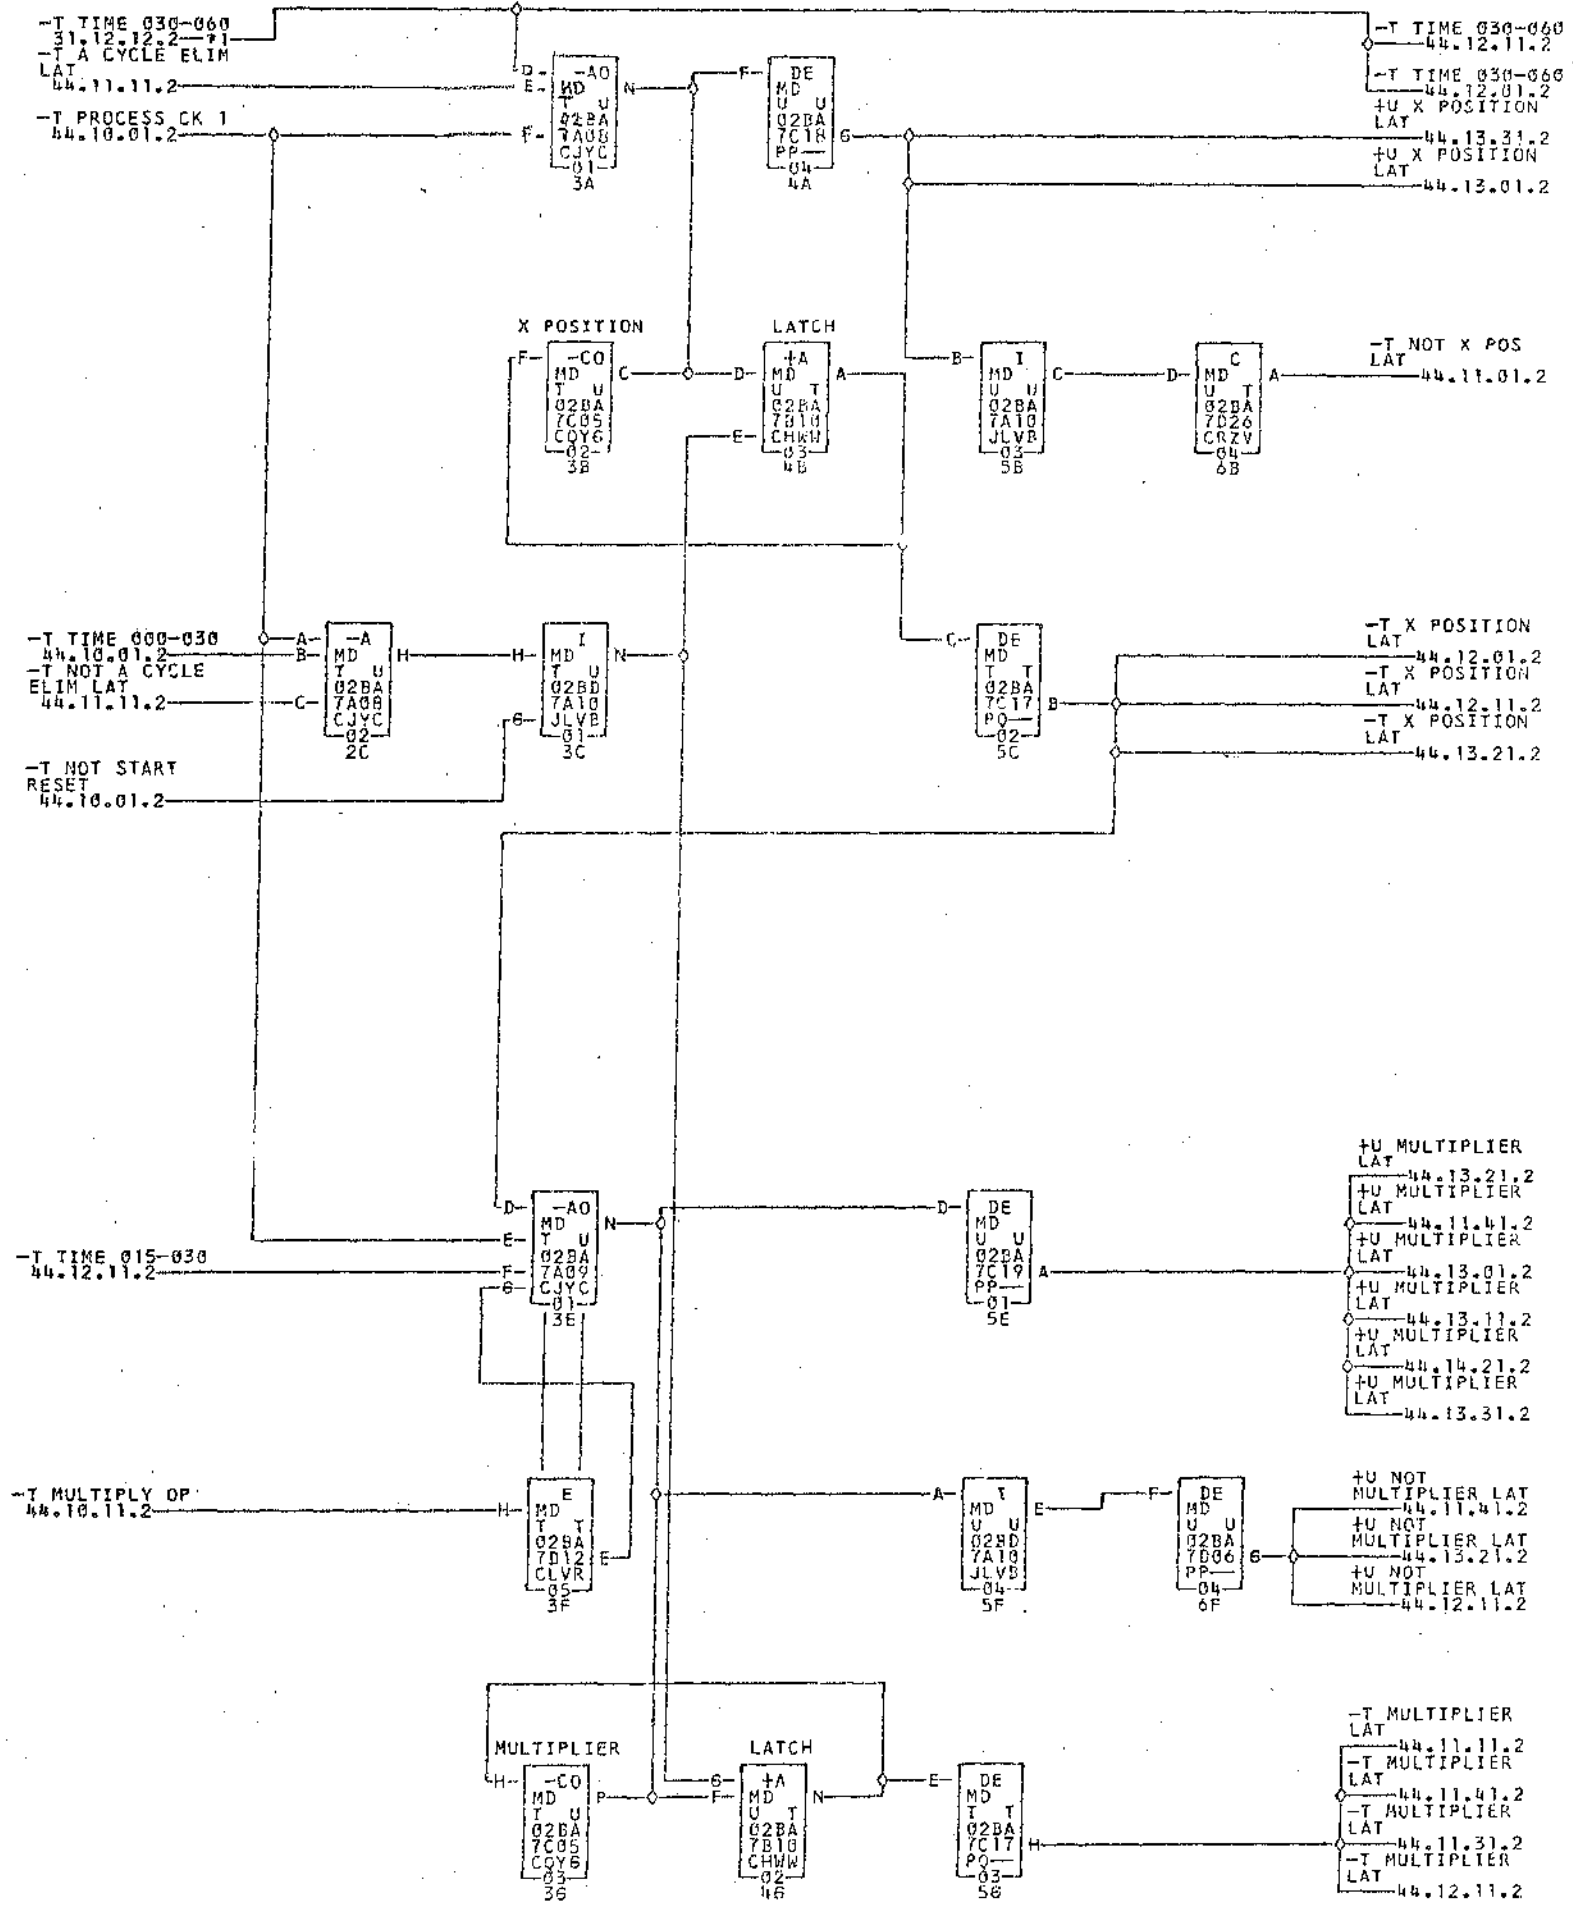 -T TIME 030-060
31.12.12.2
-T A CYCLE ELIM
LAT
44.11.11.2
-T PROCESS CK 1
44.10.01.2
D -AO
E MD N
T U
02BA
F 7A08
CJYC
01
3A
F DE
MD
U U
02BA
7C18 G
PP
04
4A
-T TIME 030-060
44.12.11.2
-T TIME 030-060
44.12.01.2
+U X POSITION
LAT
44.13.31.2
+U X POSITION
LAT
44.13.01.2
X POSITION
F -CO
MD C
T U
02BA
7C05
CQY6
02
3B
LATCH
+A
D MD A
U T
02BA
7B10
E CHWW
03
4B
B I
MD C
U U
02BA
7A10
JLVB
03
5B
C
D MD A
U T
02BA
7D26
CRZV
04
6B
-T NOT X POS
LAT
44.11.01.2
-T TIME 000-030
44.10.01.2
-T NOT A CYCLE
ELIM LAT
44.11.11.2
A -A
B MD H
T U
02BA
C 7A08
CJYC
02
2C
I
H MD N
T U
02BD
7A10
G JLVB
01
3C
-T NOT START
RESET
44.10.01.2
C DE
MD
T T
02BA
7C17 B
PQ
02
5C
-T X POSITION
LAT
44.12.01.2
-T X POSITION
LAT
44.12.11.2
-T X POSITION
LAT
44.13.21.2
-T TIME 015-030
44.12.11.2
D -AO
MD N
E T U
02BA
F 7A09
G CJYC
01
3E
D DE
MD
U U
02BA
7C19 A
PP
01
5E
+U MULTIPLIER
LAT
44.13.21.2
+U MULTIPLIER
LAT
44.11.41.2
+U MULTIPLIER
LAT
44.13.01.2
+U MULTIPLIER
LAT
44.13.11.2
+U MULTIPLIER
LAT
44.14.21.2
+U MULTIPLIER
LAT
44.13.31.2
-T MULTIPLY OP
44.10.11.2
E
H MD
T T
02BA
7D12 E
CLVR
05
3F
A I
MD E
U U
02BD
7A10
JLVB
04
5F
F DE
MD
U U
02BA
7D06 G
PP
04
6F
+U NOT
MULTIPLIER LAT
44.11.41.2
+U NOT
MULTIPLIER LAT
44.13.21.2
+U NOT
MULTIPLIER LAT
44.12.11.2
MULTIPLIER
H -CO
MD P
T U
02BA
7C05
CQY6
03
3G
LATCH
G +A
F MD N
U T
02BA
7B10
CHWW
02
4G
E DE
MD
T T
02BA
7C17 H
PQ
03
5G
-T MULTIPLIER
LAT
44.11.11.2
-T MULTIPLIER
LAT
44.11.41.2
-T MULTIPLIER
LAT
44.11.31.2
-T MULTIPLIER
LAT
44.12.11.2